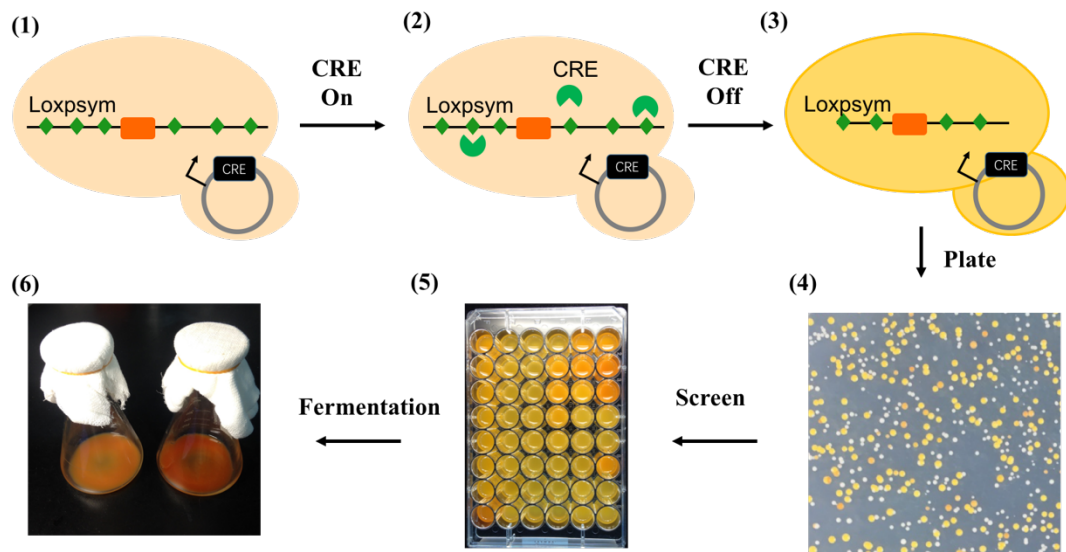 (1)
Loxpsym
CRE
CRE
On
(2)
CRE
Loxpsym
CRE
CRE
Off
(3)
Loxpsym
CRE
Plate
(4)
Screen
(5)
Fermentation
(6)